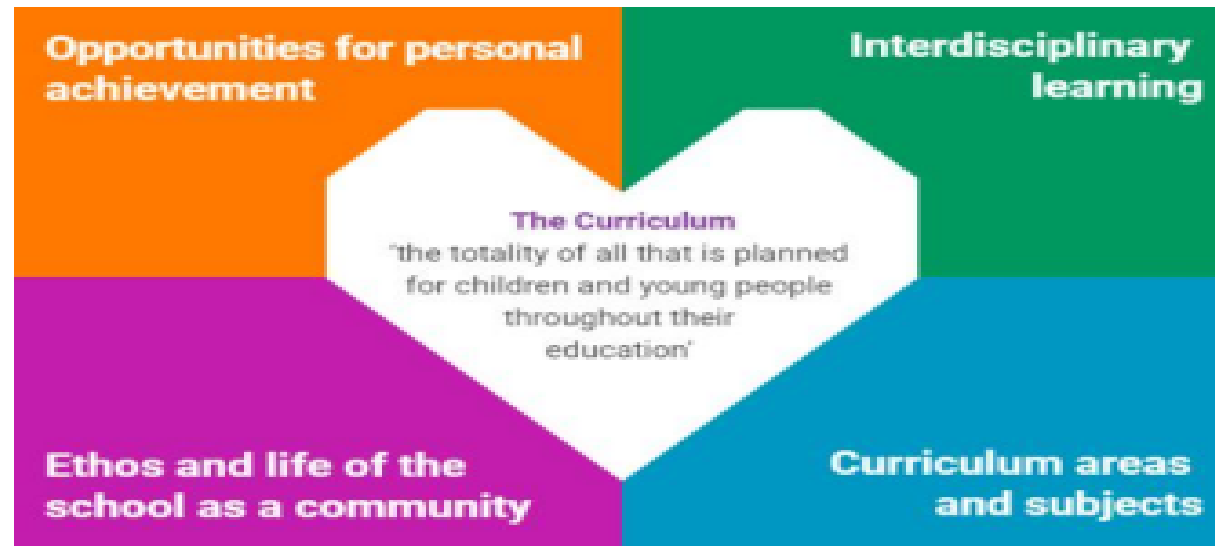 Opportunities for personal
achievement
Interdisciplinary
learning
The Curriculum
'the totality of all that is planned
for children and young people
throughout their
education'
Ethos and life of the
school as a community
Curriculum areas
and subjects